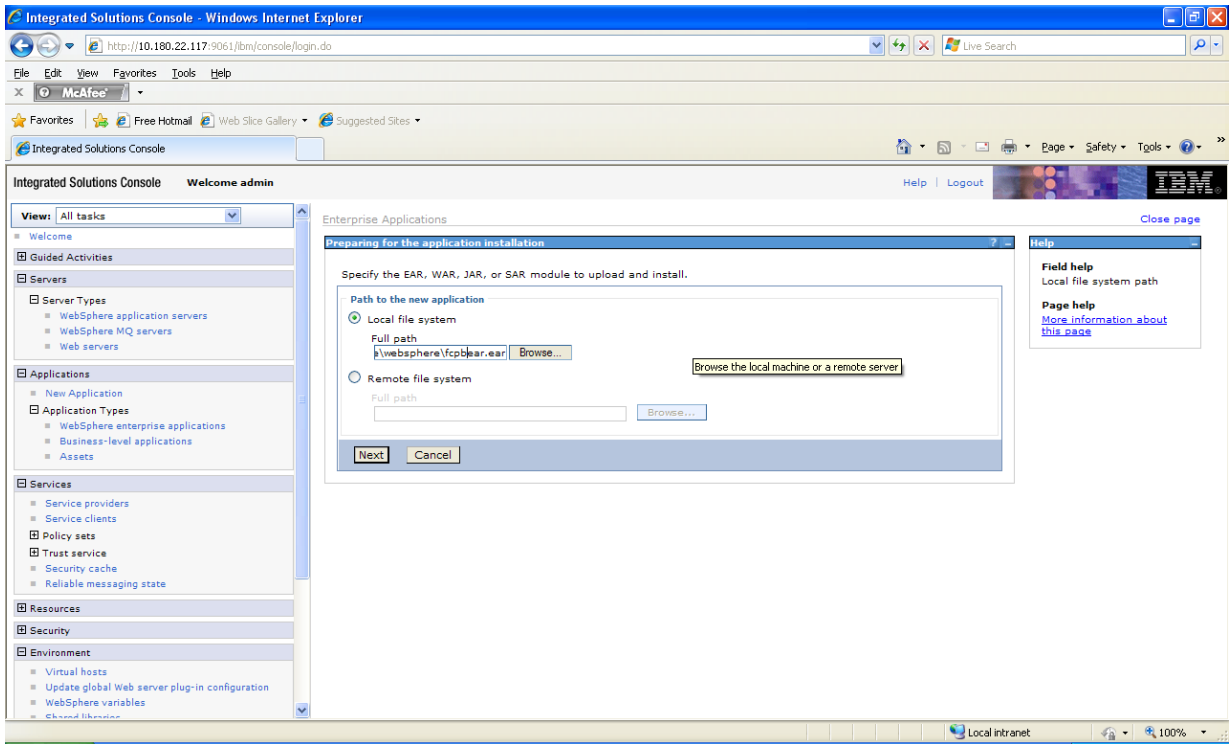 Integrated Solutions Console - Windows Internet Explorer
http://10.180.22.117:9061/ibm/console/login.do
Live Search
File Edit View Favorites Tools Help
X McAfee
Favorites Free Hotmail Web Slice Gallery Suggested Sites
Integrated Solutions Console
Page Safety Tools
Integrated Solutions Console Welcome admin
Help | Logout
IBM
View: All tasks
Welcome
Guided Activities
Servers
Server Types
WebSphere application servers
WebSphere MQ servers
Web servers
Applications
New Application
Application Types
WebSphere enterprise applications
Business-level applications
Assets
Services
Service providers
Service clients
Policy sets
Trust service
Security cache
Reliable messaging state
Resources
Security
Environment
Virtual hosts
Update global Web server plug-in configuration
WebSphere variables
Shared libraries
Enterprise Applications
Close page
Preparing for the application installation ? -
Specify the EAR, WAR, JAR, or SAR module to upload and install.
Path to the new application
Local file system
Full path
e\websphere\fcpbear.ear Browse...
Browse the local machine or a remote server
Remote file system
Full path
Browse...
Next Cancel
Help -
Field help
Local file system path
Page help
More information about
this page
Local intranet
100%